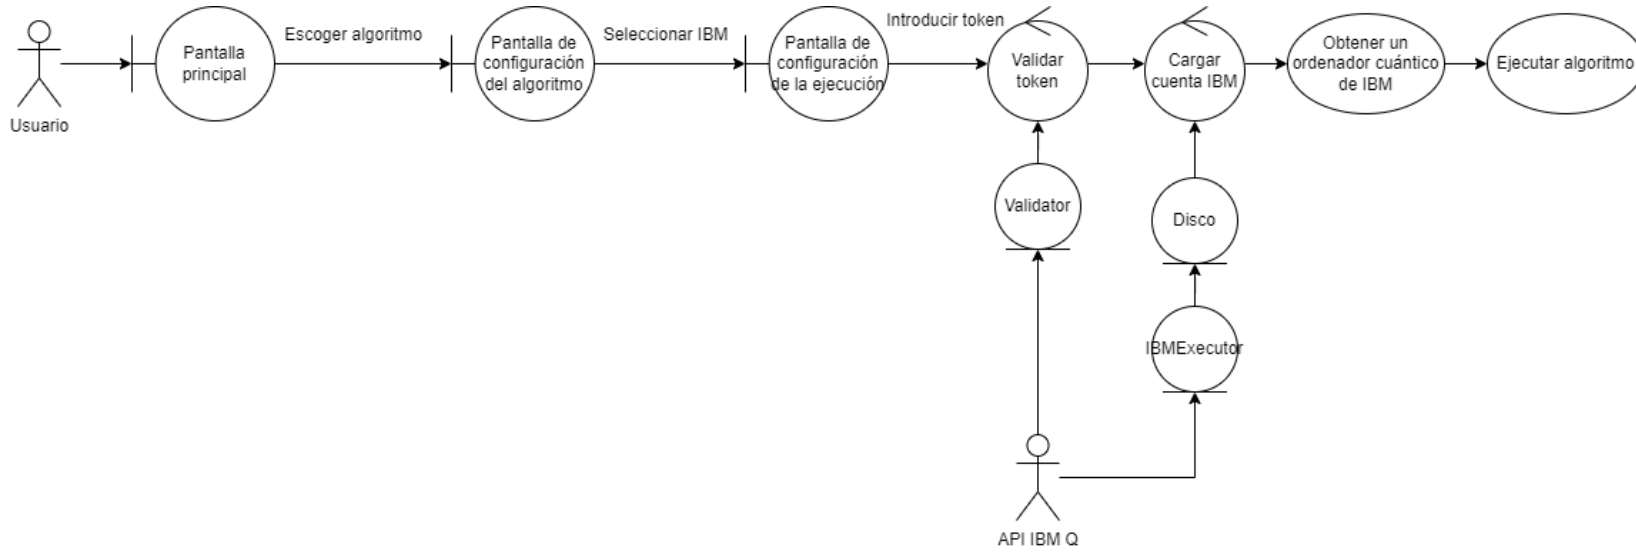 Usuario
Pantalla
principal
Escoger algoritmo
Pantalla de
configuración
del algoritmo
Seleccionar IBM
Pantalla de
configuración
de la ejecución
Introducir token
Validar
token
Cargar
cuenta IBM
Obtener un
ordenador cuántico
de IBM
Ejecutar algoritmo
Validator
Disco
IBMExecutor
API IBM Q